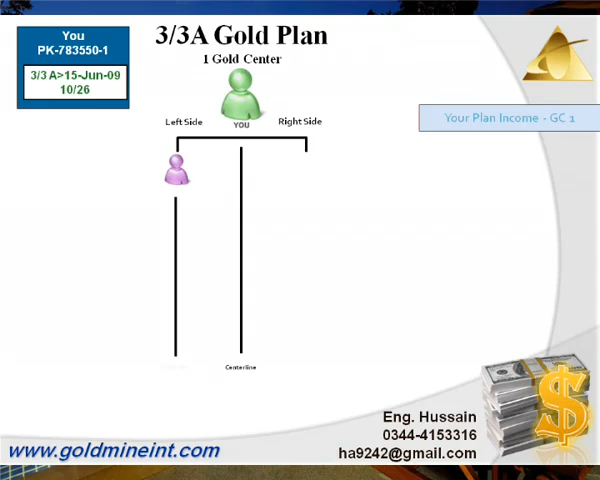 You
PK-783550-1
3/3 A>15-Jun-09
10/26
3/3A Gold Plan
1 Gold Center
Left Side
YOU
Right Side
Your Plan Income - GC 1
Centerline
Eng. Hussain
0344-4153316
ha9242@gmail.com
www.goldmineint.com